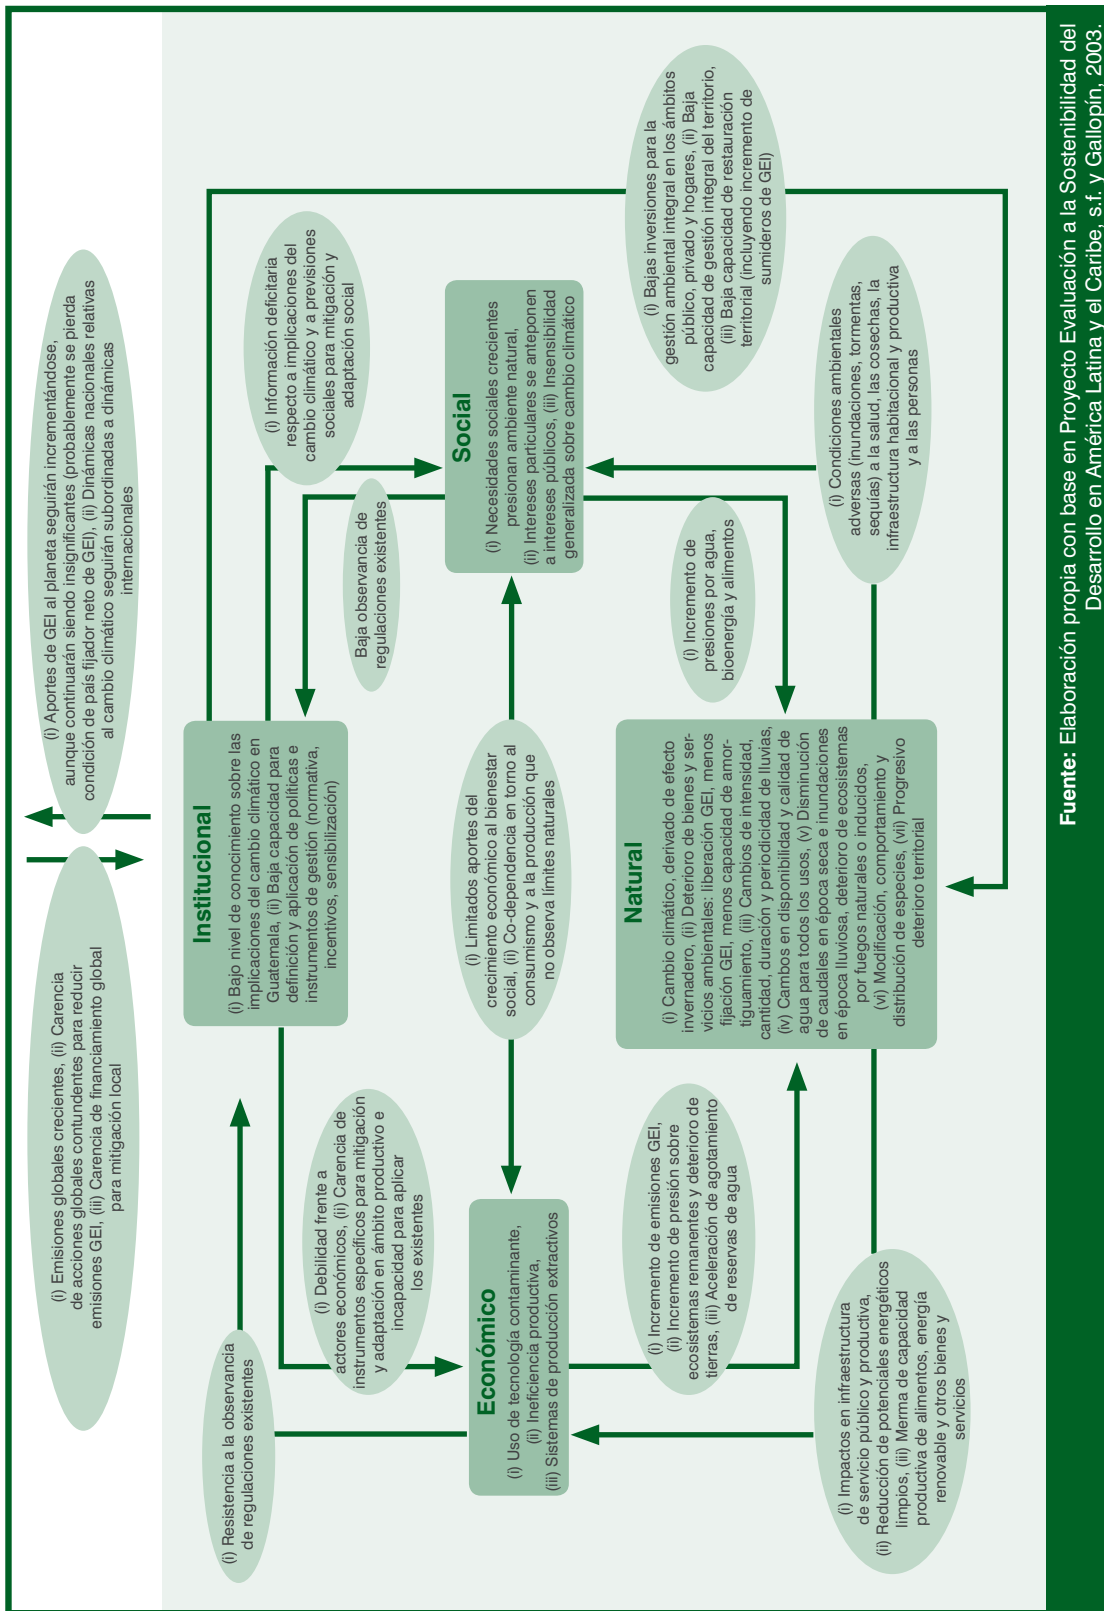 (i) Emisiones globales crecientes, (ii) Carencia
de acciones globales contundentes para reducir
emisiones GEI, (iii) Carencia de financiamiento global
para mitigación local
(i) Aportes de GEI al planeta seguirán incrementándose,
aunque continuarán siendo insignificantes (probablemente se pierda
condición de país fijador neto de GEI), (ii) Dinámicas nacionales relativas
al cambio climático seguirán subordinadas a dinámicas
internacionales
(i) Resistencia a la observancia
de regulaciones existentes
Institucional
(i) Bajo nivel de conocimiento sobre las
implicaciones del cambio climático en
Guatemala, (ii) Baja capacidad para
definición y aplicación de políticas e
instrumentos de gestión (normativa,
incentivos, sensibilización)
(i) Información deficitaria
respecto a implicaciones del
cambio climático y a previsiones
sociales para mitigación y
adaptación social
(i) Debilidad frente a
actores económicos, (ii) Carencia de
instrumentos específicos para mitigación
y adaptación en ámbito productivo e
incapacidad para aplicar
los existentes
Baja observancia de
regulaciones existentes
Económico
(i) Uso de tecnología contaminante,
(ii) Ineficiencia productiva,
(iii) Sistemas de producción extractivos
(i) Limitados aportes del
crecimiento económico al bienestar
social, (ii) Co-dependencia en torno al
consumismo y a la producción que
no observa límites naturales
Social
(i) Necesidades sociales crecientes
presionan ambiente natural,
(ii) Intereses particulares se anteponen
a intereses públicos, (iii) Insensibilidad
generalizada sobre cambio climático
(i) Bajas inversiones para la
gestión ambiental integral en los ámbitos
público, privado y hogares, (ii) Baja
capacidad de gestión integral del territorio,
(iii) Baja capacidad de restauración
territorial (incluyendo incremento de
sumideros de GEI)
(i) Incremento de emisiones GEI,
(ii) Incremento de presión sobre
ecosistemas remanentes y deterioro de
tierras, (iii) Aceleración de agotamiento
de reservas de agua
Natural
(i) Cambio climático, derivado de efecto
invernadero, (ii) Deterioro de bienes y ser-
vicios ambientales: liberación GEI, menos
fijación GEI, menos capacidad de amor-
tiguamiento, (iii) Cambios de intensidad,
cantidad, duración y periodicidad de lluvias,
(iv) Cambos en disponibilidad y calidad de
agua para todos los usos, (v) Disminución
de caudales en época seca e inundaciones
en época lluviosa, deterioro de ecosistemas
por fuegos naturales o inducidos,
(vi) Modificación, comportamiento y
distribución de especies, (vii) Progresivo
deterioro territorial
(i) Incremento de
presiones por agua,
bioenergía y alimentos
(i) Impactos en infraestructura
de servicio público y productiva,
(ii) Reducción de potenciales energéticos
limpios, (iii) Merma de capacidad
productiva de alimentos, energía
renovable y otros bienes y
servicios
(i) Condiciones ambientales
adversas (inundaciones, tormentas,
sequías) a la salud, las cosechas, la
infraestructura habitacional y productiva
y a las personas
Fuente: Elaboración propia con base en Proyecto Evaluación a la Sostenibilidad del
Desarrollo en América Latina y el Caribe, s.f. y Gallopín, 2003.